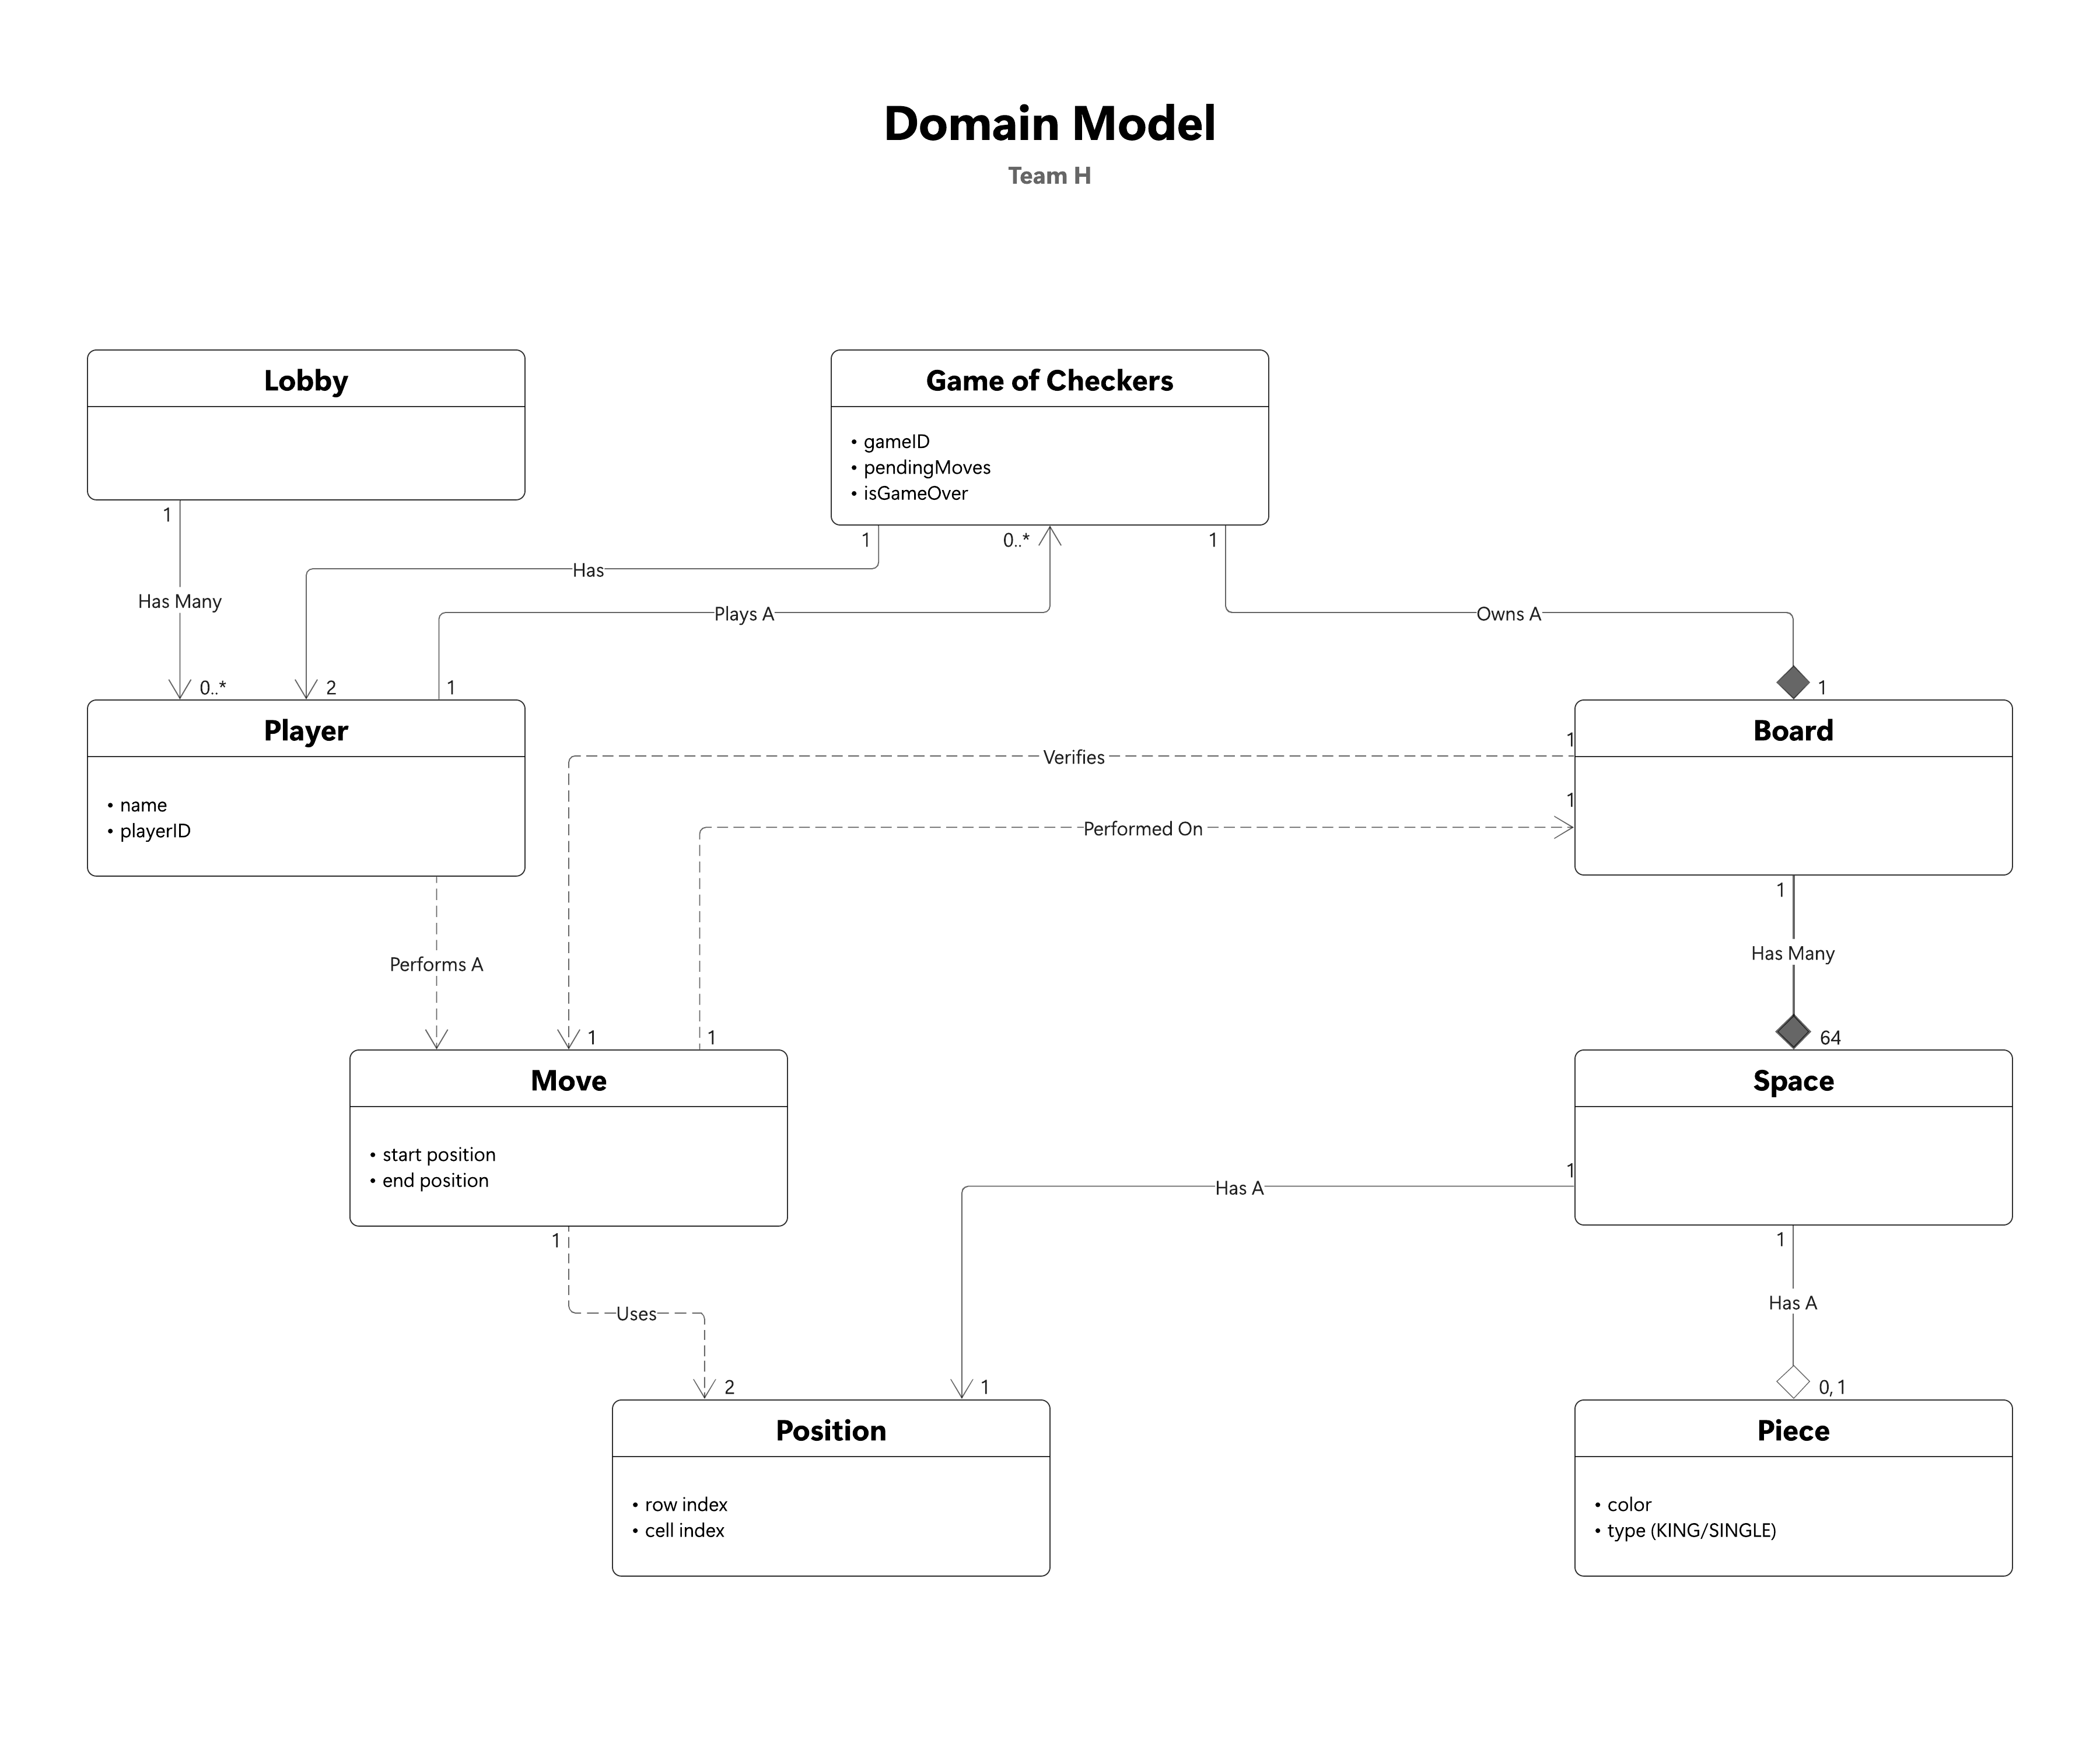 Domain Model
Team H
Lobby
Game of Checkers
• gameID
• pendingMoves
• isGameOver
1
1
0..*
1
Has
Has Many
Plays A
Owns A
0..*
2
1
1
Player
Board
1
Verifies
• name
• playerID
1
Performed On
1
Has Many
Performs A
1
1
64
Move
Space
• start position
• end position
1
Has A
1
1
Has A
Uses
2
1
0, 1
Position
Piece
• row index
• cell index
• color
• type (KING/SINGLE)